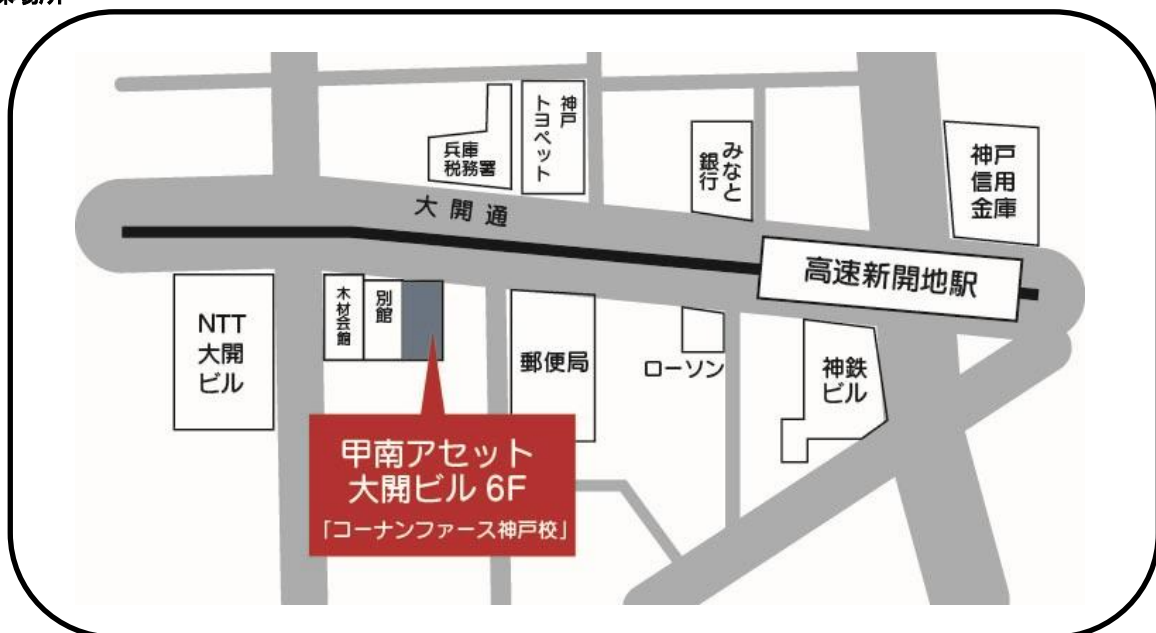 兵庫
税務署
神戸
トヨペット
みなと
銀行
神戸
信用
金庫
大開通
高速新開地駅
NTT
大開
ビル
木材会館
別館
郵便局
ローソン
神鉄
ビル
甲南アセット
大開ビル 6F
「コーナンファース神戸校」